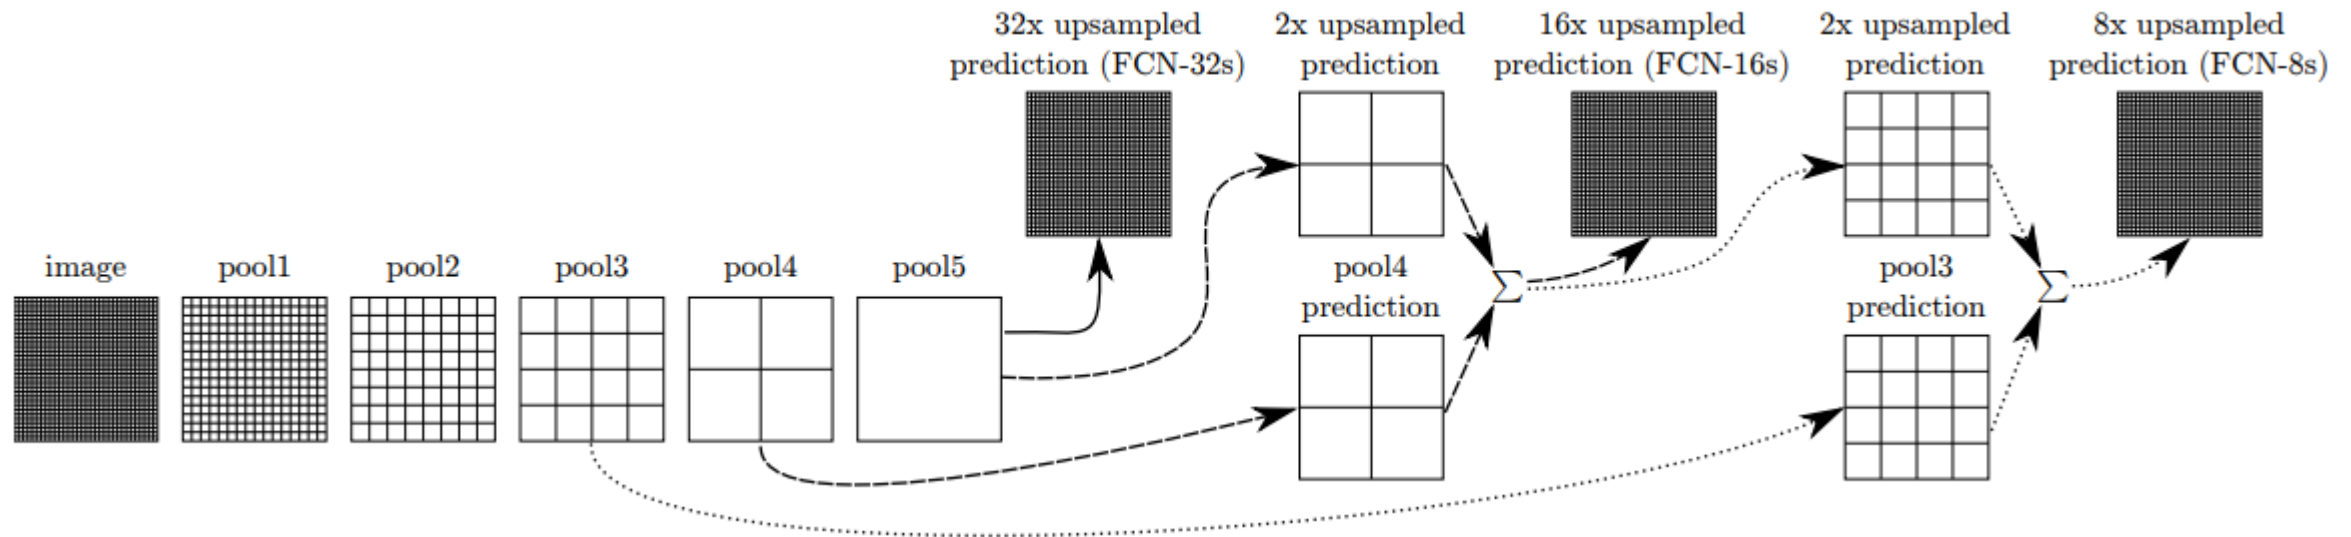 32x upsampled
prediction (FCN-32s)
2x upsampled
prediction
16x upsampled
prediction (FCN-16s)
2x upsampled
prediction
8x upsampled
prediction (FCN-8s)
image
pool1
pool2
pool3
pool4
pool5
pool4
prediction
∑
pool3
prediction
∑